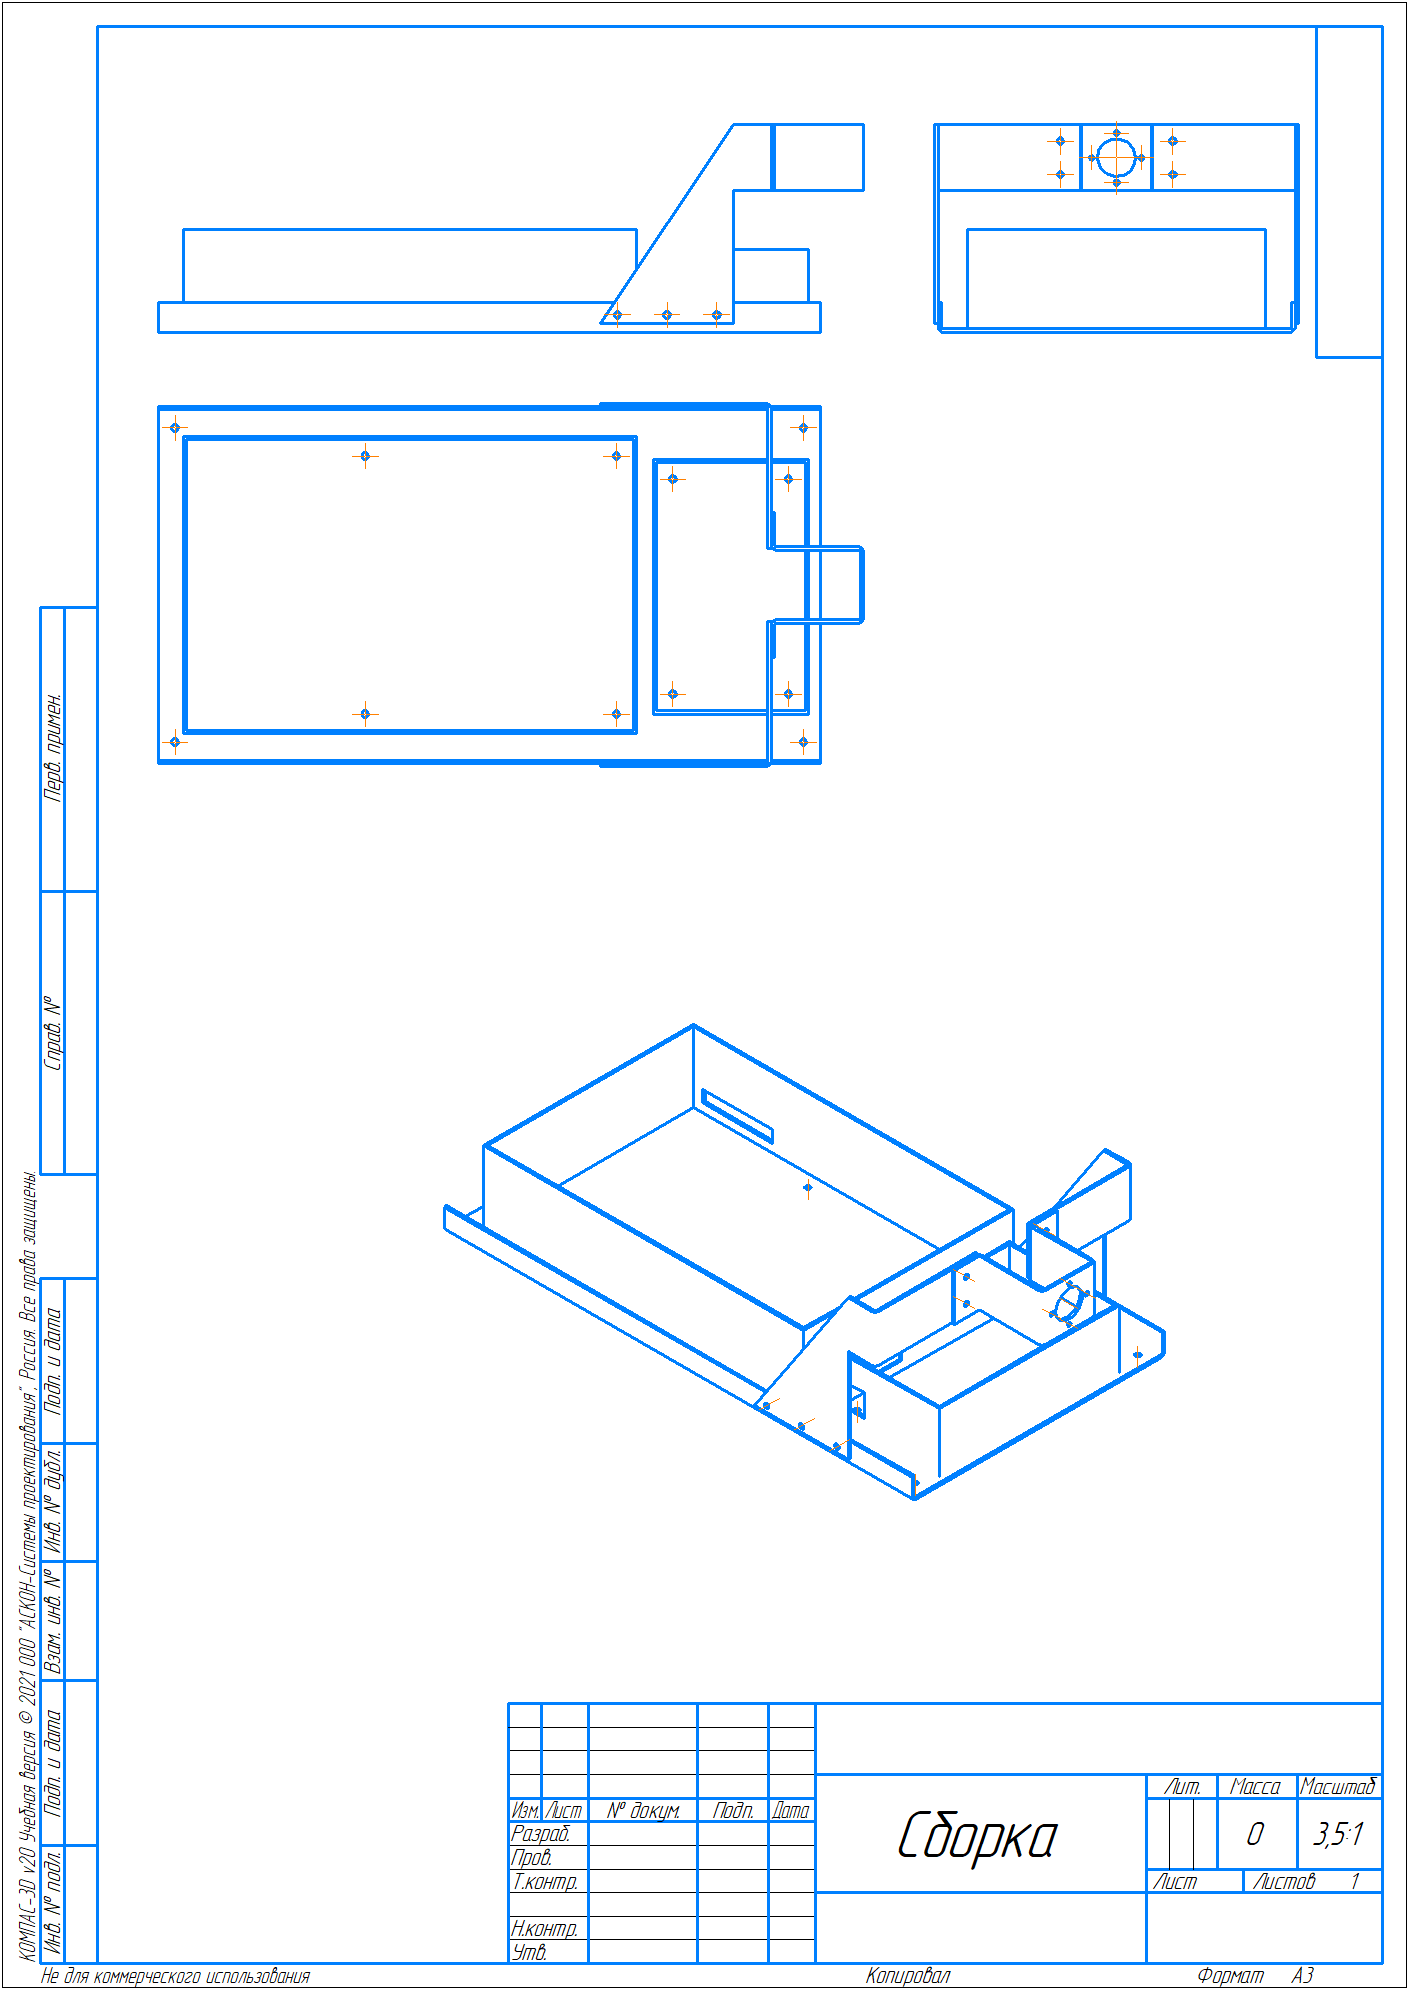 Перв. примен.
Справ. №
Подп. и дата
Инв. № дубл.
Взам. инв. №
Подп. и дата
Инв. № подл.
КОМПАС-3D v20 Учебная версия © 2021 ООО "АСКОН-Системы проектирования", Россия. Все права защищены.
Изм. Лист № докум. Подп. Дата
Разраб.
Пров.
Т.контр.
Н.контр.
Утв.
Сборка
Лит. Масса Масштаб
0 3,5:1
Лист Листов 1
Не для коммерческого использования Копировал Формат А3